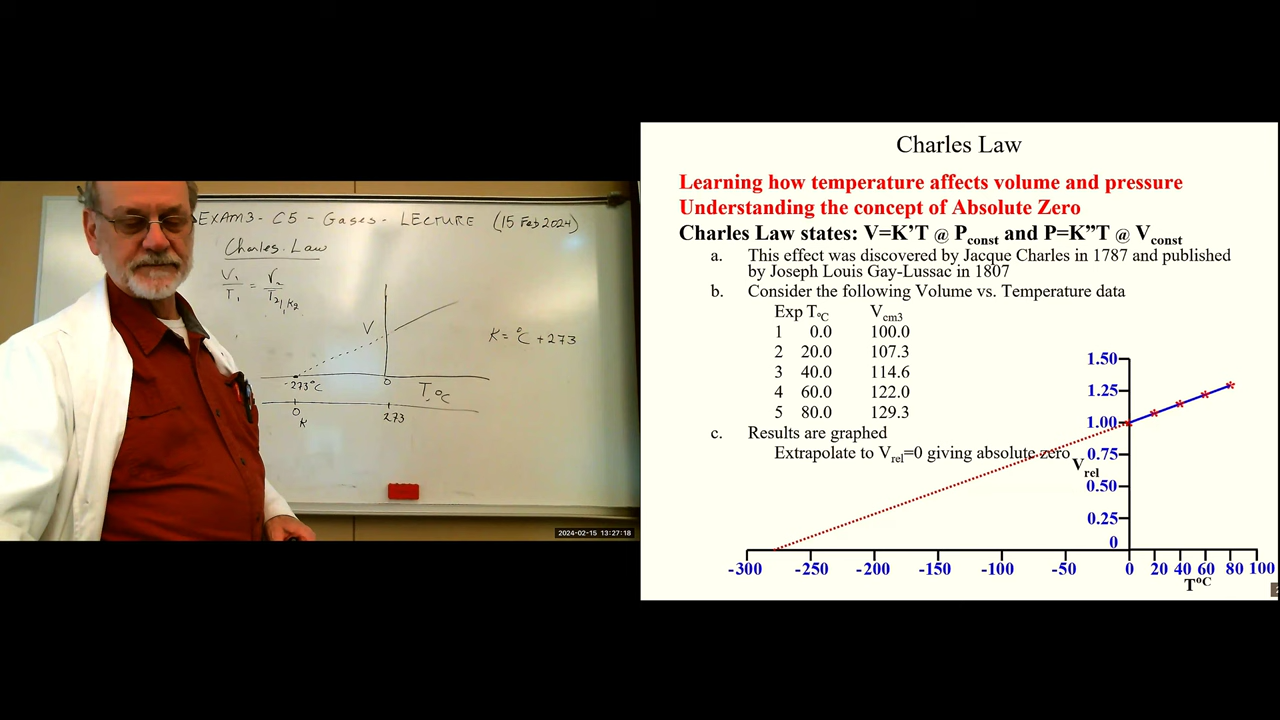 EXAM3 - C5 - Gases - LECTURE (15 Feb 2024)
Charles Law
V₁/T₁ = V₂/T₂, K₂
V
K = °C + 273
-273°C
0
T, °C
0
K
273
2024-02-15 13:27:18
Charles Law
Learning how temperature affects volume and pressure
Understanding the concept of Absolute Zero
Charles Law states: V=K’T @ Pconst and P=K”T @ Vconst
a. This effect was discovered by Jacque Charles in 1787 and published
by Joseph Louis Gay-Lussac in 1807
b. Consider the following Volume vs. Temperature data
Exp T°C Vcm3
1 0.0 100.0
2 20.0 107.3
3 40.0 114.6
4 60.0 122.0
5 80.0 129.3
c. Results are graphed
Extrapolate to Vrel=0 giving absolute zero
1.50
1.25
1.00
0.75
Vrel
0.50
0.25
0
-300 -250 -200 -150 -100 -50 0 20 40 60 80 100
T°C